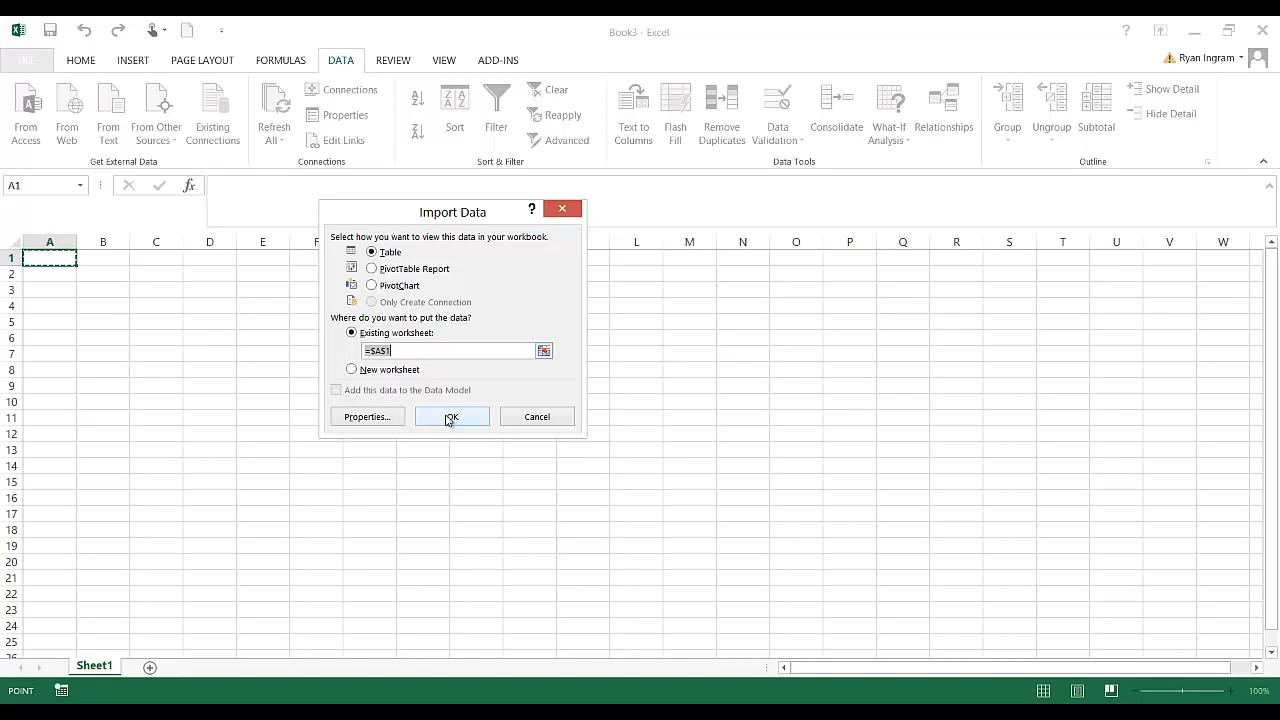 Book3 - Excel
Ryan Ingram
FILE HOME INSERT PAGE LAYOUT FORMULAS DATA REVIEW VIEW ADD-INS
From Access
From Web
From Text
From Other Sources
Existing Connections
Get External Data
Refresh All
Connections
Properties
Edit Links
Connections
Sort
Filter
Clear
Reapply
Advanced
Sort & Filter
Text to Columns
Flash Fill
Remove Duplicates
Data Validation
Consolidate
What-If Analysis
Relationships
Data Tools
Group
Ungroup
Subtotal
Show Detail
Hide Detail
Outline
A1
fx
Import Data
Select how you want to view this data in your workbook.
Table
PivotTable Report
PivotChart
Only Create Connection
Where do you want to put the data?
Existing worksheet:
=$A$1
New worksheet
Add this data to the Data Model
Properties... OK Cancel
A B C D E F L M N O P Q R S T U V W
1
2
3
4
5
6
7
8
9
10
11
12
13
14
15
16
17
18
19
20
21
22
23
24
25
26
Sheet1
POINT
100%